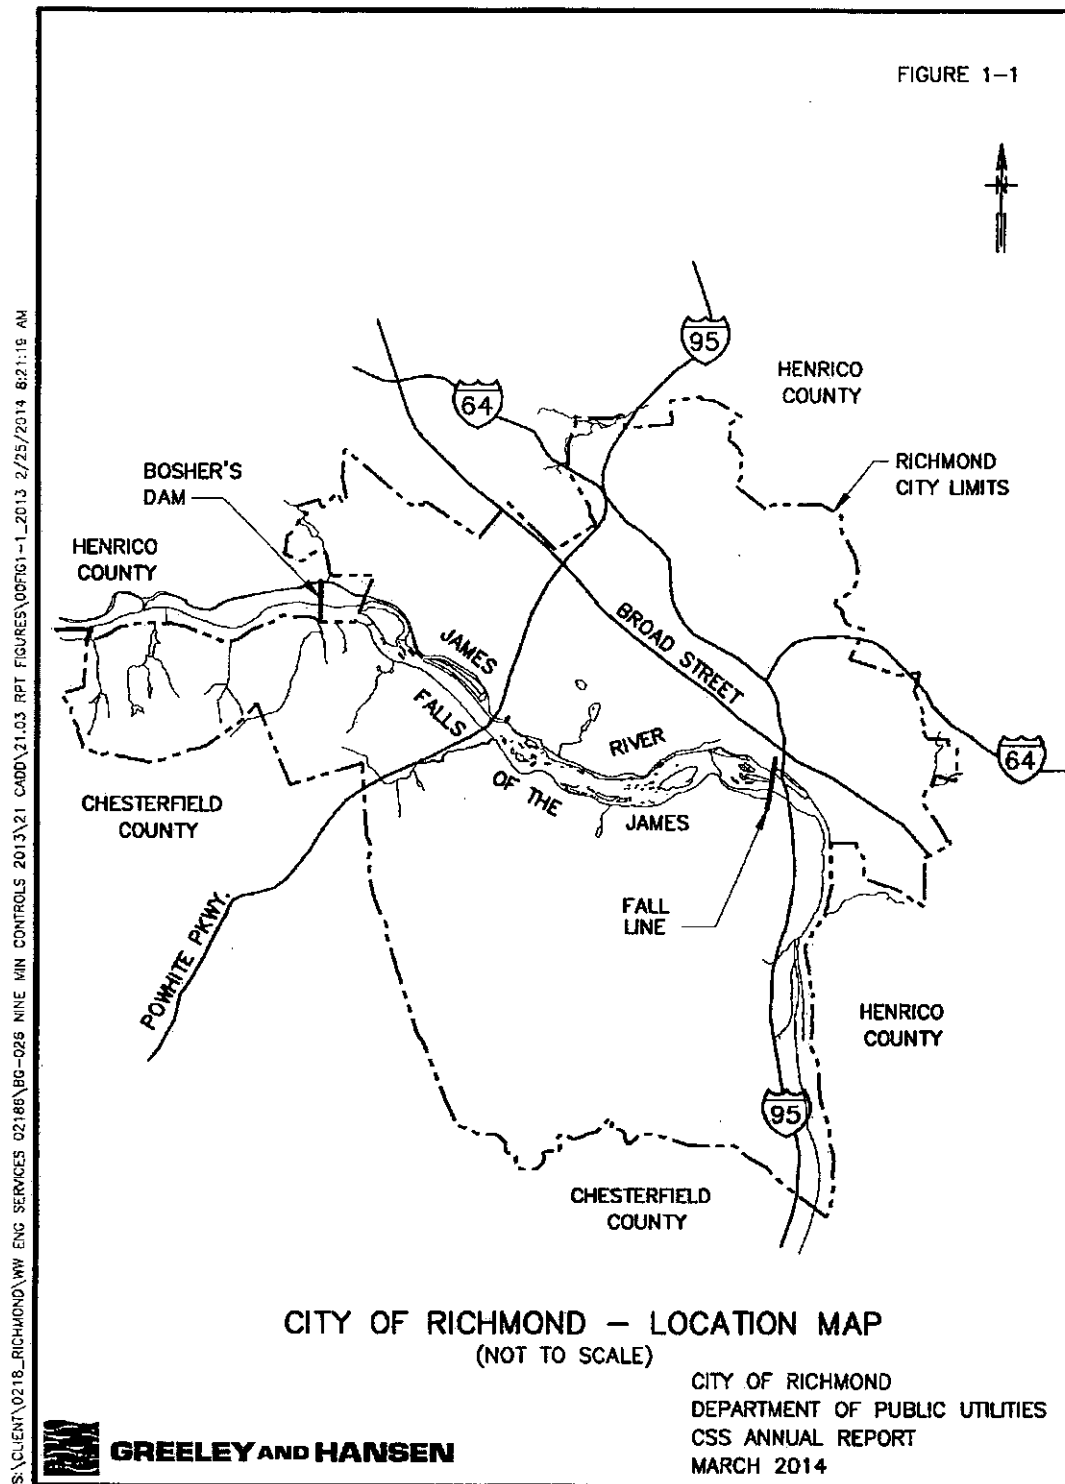 FIGURE 1-1
N
95
64
HENRICO
COUNTY
BOSHER'S
DAM
RICHMOND
CITY LIMITS
HENRICO
COUNTY
BROAD STREET
JAMES
RIVER
FALLS
OF THE
JAMES
64
CHESTERFIELD
COUNTY
FALL
LINE
POWHITE PKWY.
HENRICO
COUNTY
95
CHESTERFIELD
COUNTY
CITY OF RICHMOND - LOCATION MAP
(NOT TO SCALE)
CITY OF RICHMOND
DEPARTMENT OF PUBLIC UTILITIES
CSS ANNUAL REPORT
MARCH 2014
GREELEY AND HANSEN
S:\CLIENT\0218_RICHMOND\WW ENG SERVICES 02186\BG-026 NINE MIN CONTROLS 2013\21 CADD\21.03 RPT FIGURES\00FIG1-1_2013 2/25/2014 8:21:19 AM